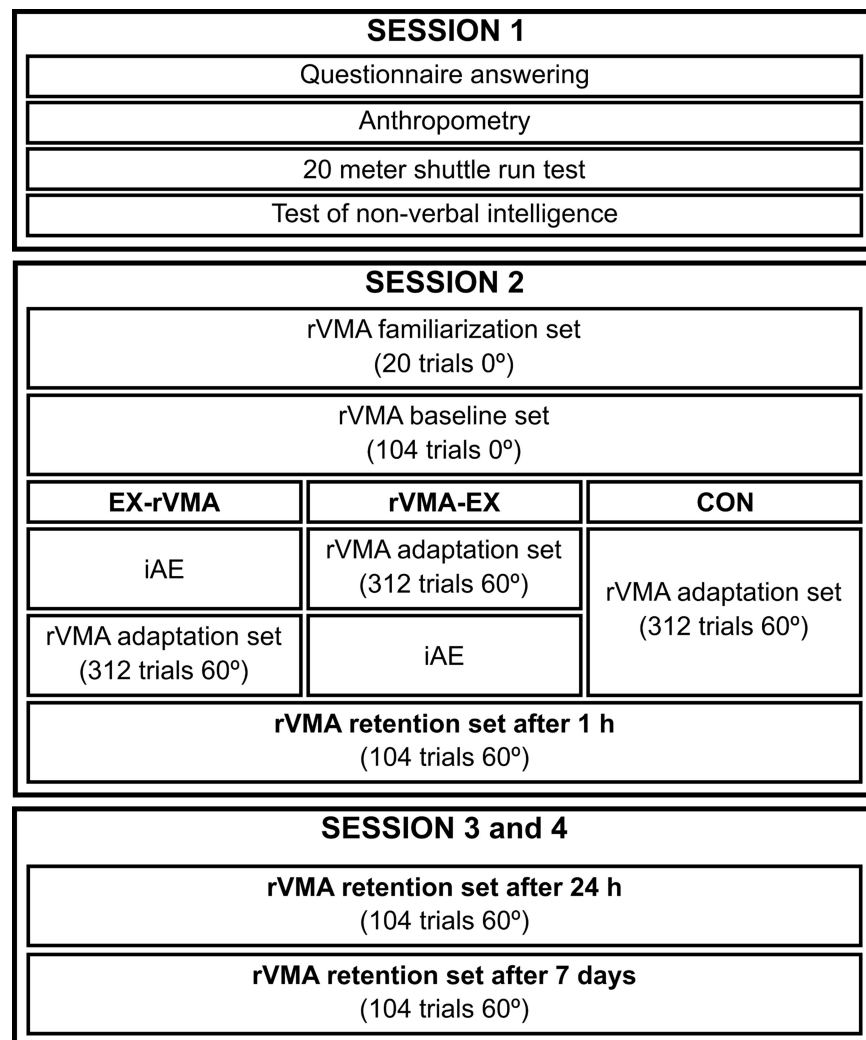 SESSION 1
Questionnaire answering
Anthropometry
20 meter shuttle run test
Test of non-verbal intelligence
SESSION 2
rVMA familiarization set
(20 trials 0º)
rVMA baseline set
(104 trials 0º)
EX-rVMA
rVMA-EX
CON
iAE
rVMA adaptation set
(312 trials 60º)
rVMA adaptation set
(312 trials 60º)
rVMA adaptation set
(312 trials 60º)
iAE
rVMA retention set after 1 h
(104 trials 60º)
SESSION 3 and 4
rVMA retention set after 24 h
(104 trials 60º)
rVMA retention set after 7 days
(104 trials 60º)